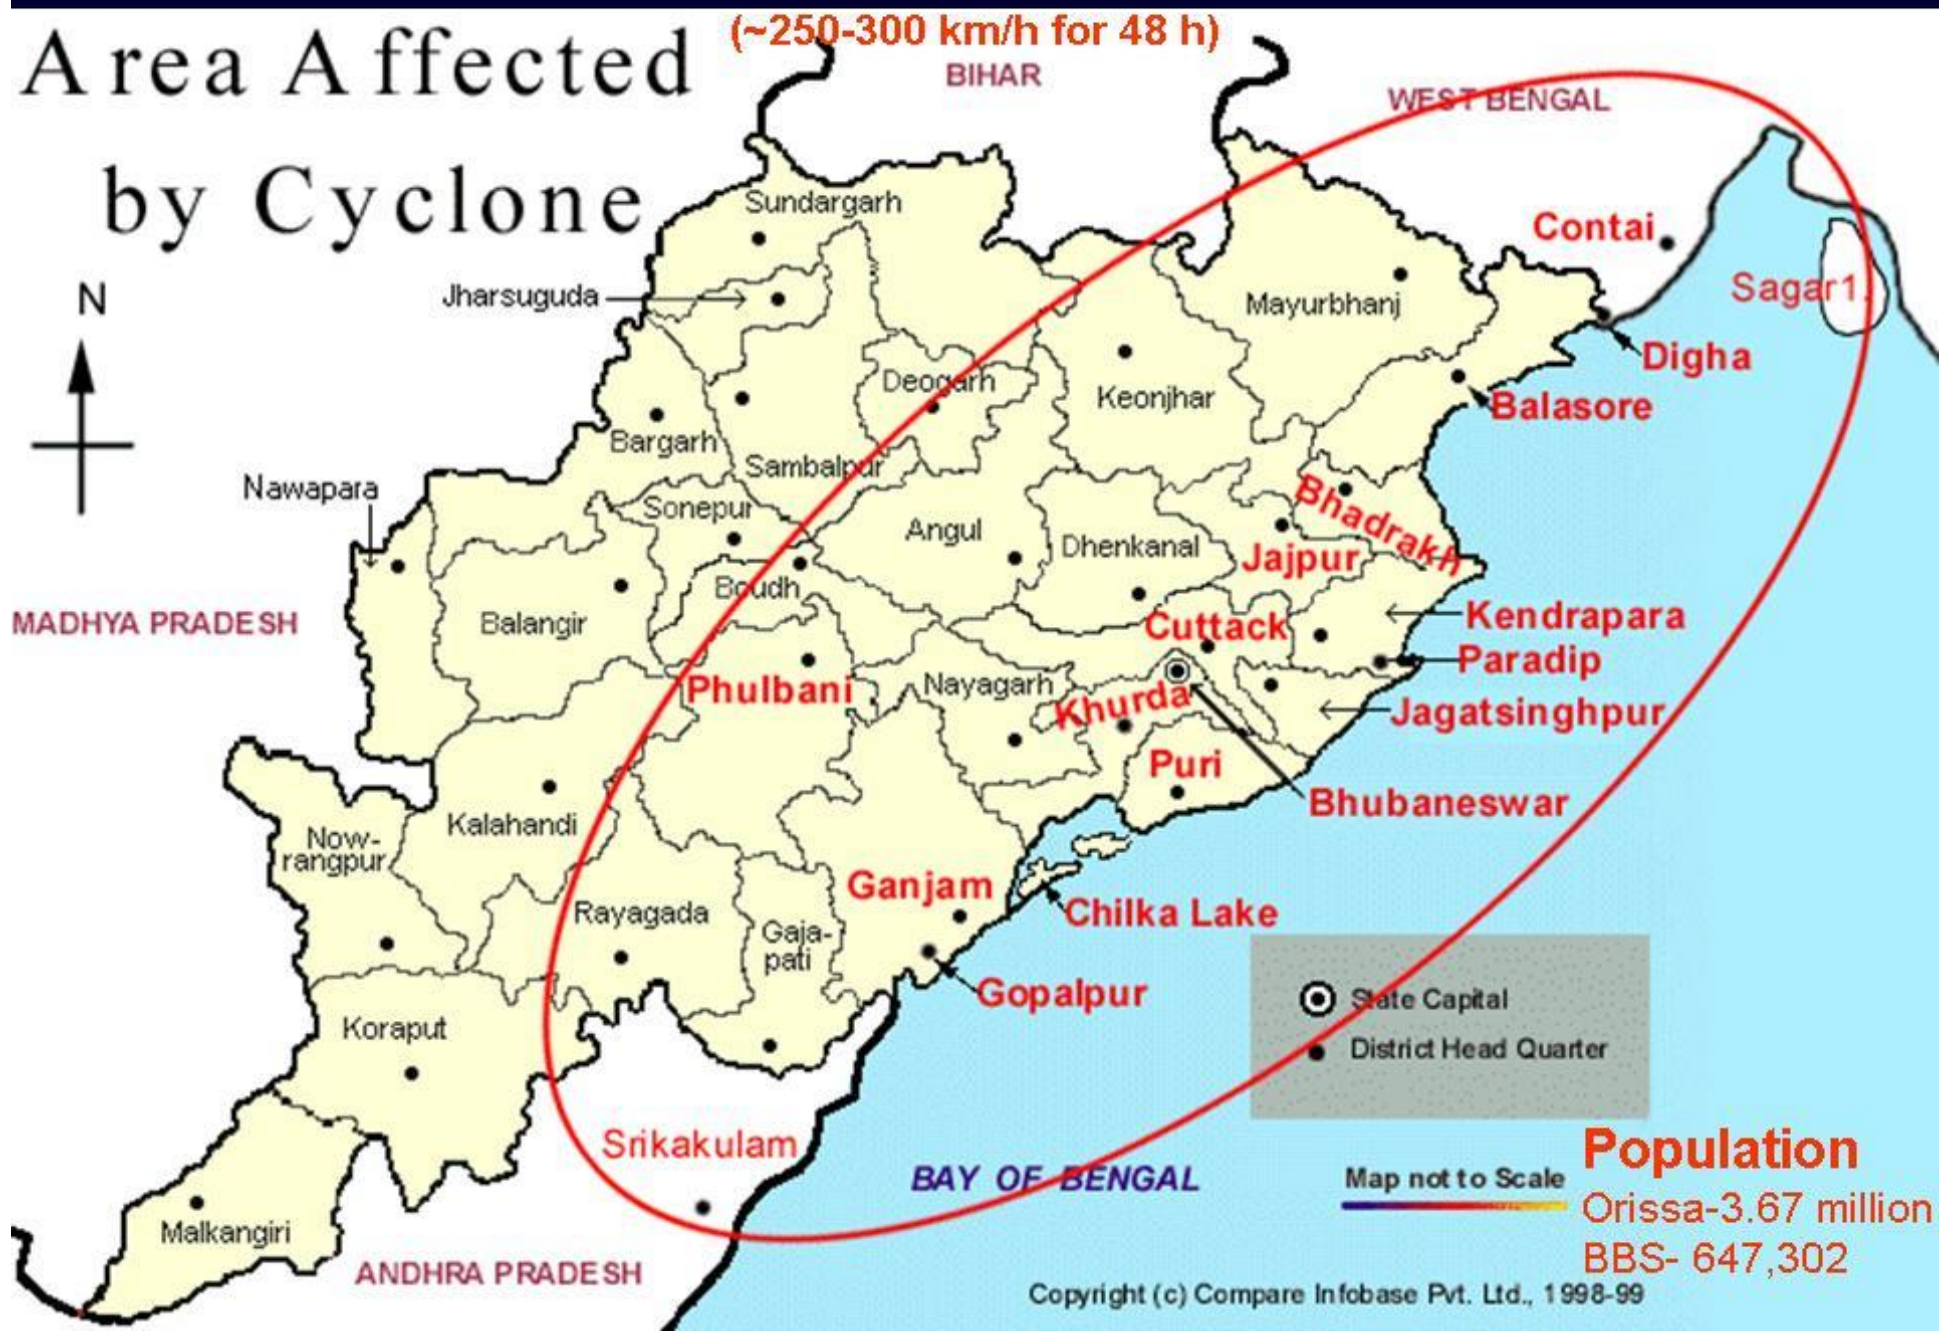 (~250-300 km/h for 48 h)
Area Affected
by Cyclone
BIHAR
WEST BENGAL
Sundargarh
Contai
N
Jharsuguda
Mayurbhanj
Sagar1.
Digha
Deogarh
Keonjhar
Balasore
Bargarh
Sambalpur
Nawapara
Sonepur
Bhadrakh
Angul
Dhenkanal
Jajpur
Boudh
MADHYA PRADESH
Balangir
Cuttack
Kendrapara
Paradip
Phulbani
Nayagarh
Khurda
Jagatsinghpur
Puri
Bhubaneswar
Kalahandi
Now-
rangpur
Ganjam
Rayagada
Chilka Lake
Gaja-
pati
Gopalpur
State Capital
Koraput
District Head Quarter
Srikakulam
Population
BAY OF BENGAL
Map not to Scale
Orissa-3.67 million
Malkangiri
BBS- 647,302
ANDHRA PRADESH
Copyright (c) Compare Infobase Pvt. Ltd., 1998-99